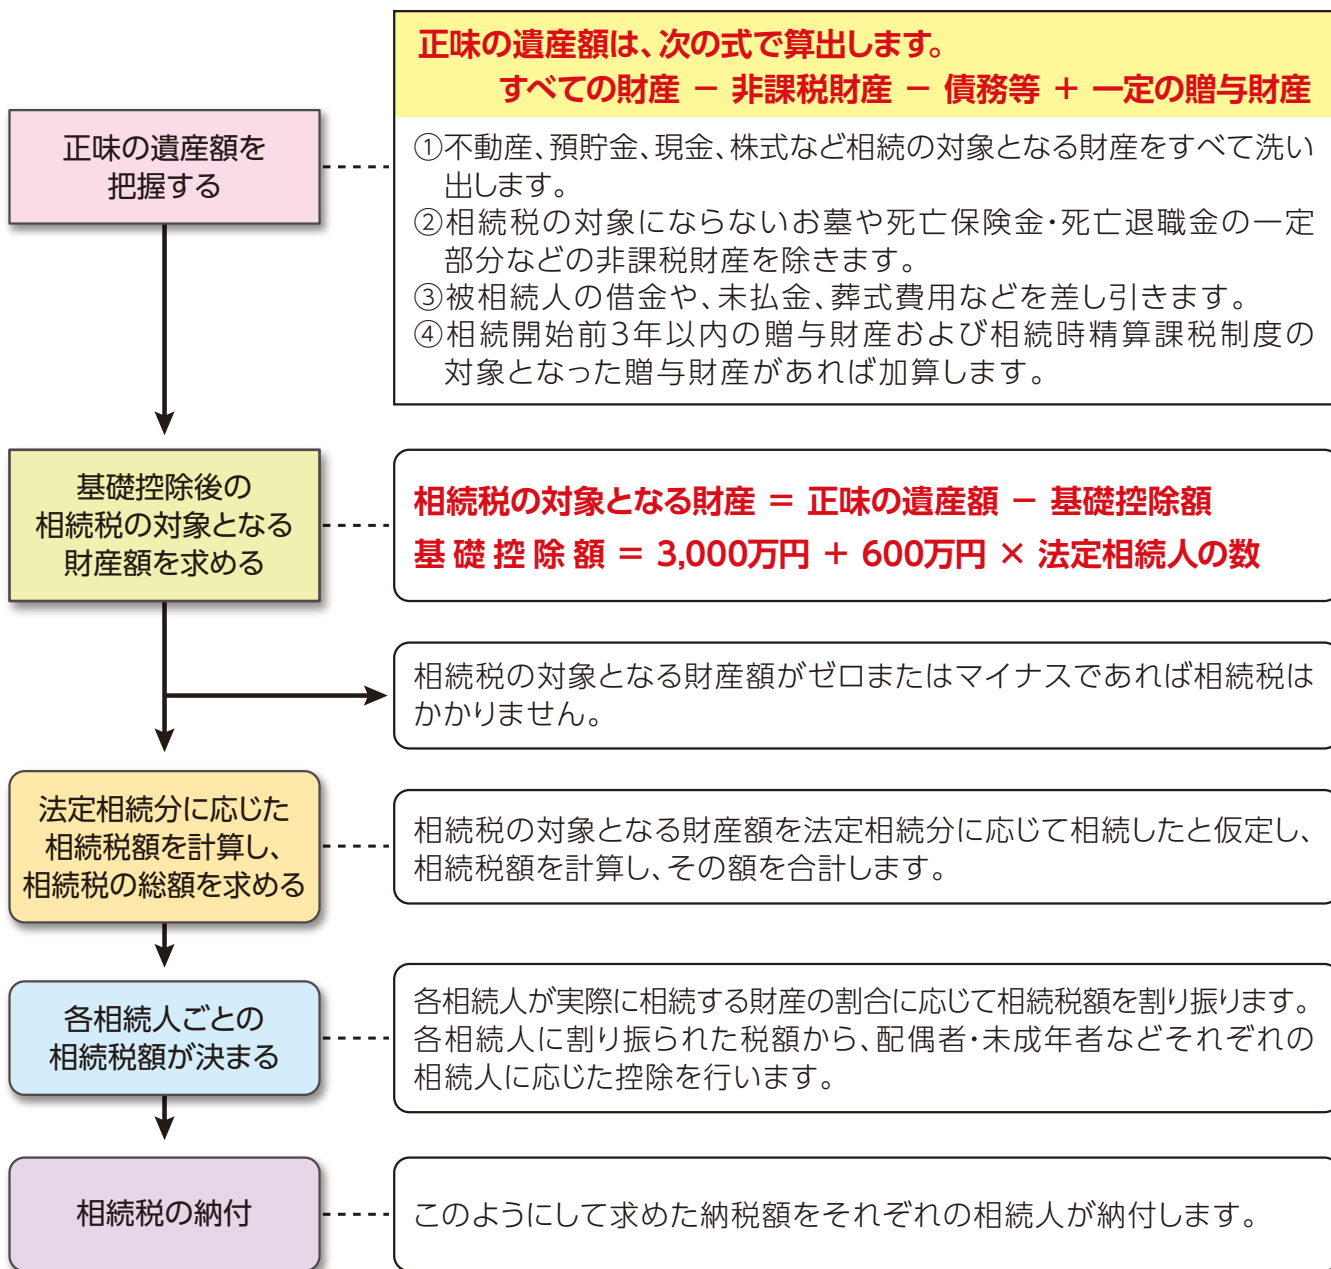 正味の遺産額は、次の式で算出します。
すべての財産 － 非課税財産 － 債務等 ＋ 一定の贈与財産
正味の遺産額を
把握する
①不動産、預貯金、現金、株式など相続の対象となる財産をすべて洗い
出します。
②相続税の対象にならないお墓や死亡保険金・死亡退職金の一定
部分などの非課税財産を除きます。
③被相続人の借金や、未払金、葬式費用などを差し引きます。
④相続開始前3年以内の贈与財産および相続時精算課税制度の
対象となった贈与財産があれば加算します。
基礎控除後の
相続税の対象となる
財産額を求める
相続税の対象となる財産 ＝ 正味の遺産額 － 基礎控除額
基礎控除額 ＝ 3,000万円 ＋ 600万円 × 法定相続人の数
相続税の対象となる財産額がゼロまたはマイナスであれば相続税は
かかりません。
法定相続分に応じた
相続税額を計算し、
相続税の総額を求める
相続税の対象となる財産額を法定相続分に応じて相続したと仮定し、
相続税額を計算し、その額を合計します。
各相続人ごとの
相続税額が決まる
各相続人が実際に相続する財産の割合に応じて相続税額を割り振ります。
各相続人に割り振られた税額から、配偶者・未成年者などそれぞれの
相続人に応じた控除を行います。
相続税の納付
このようにして求めた納税額をそれぞれの相続人が納付します。